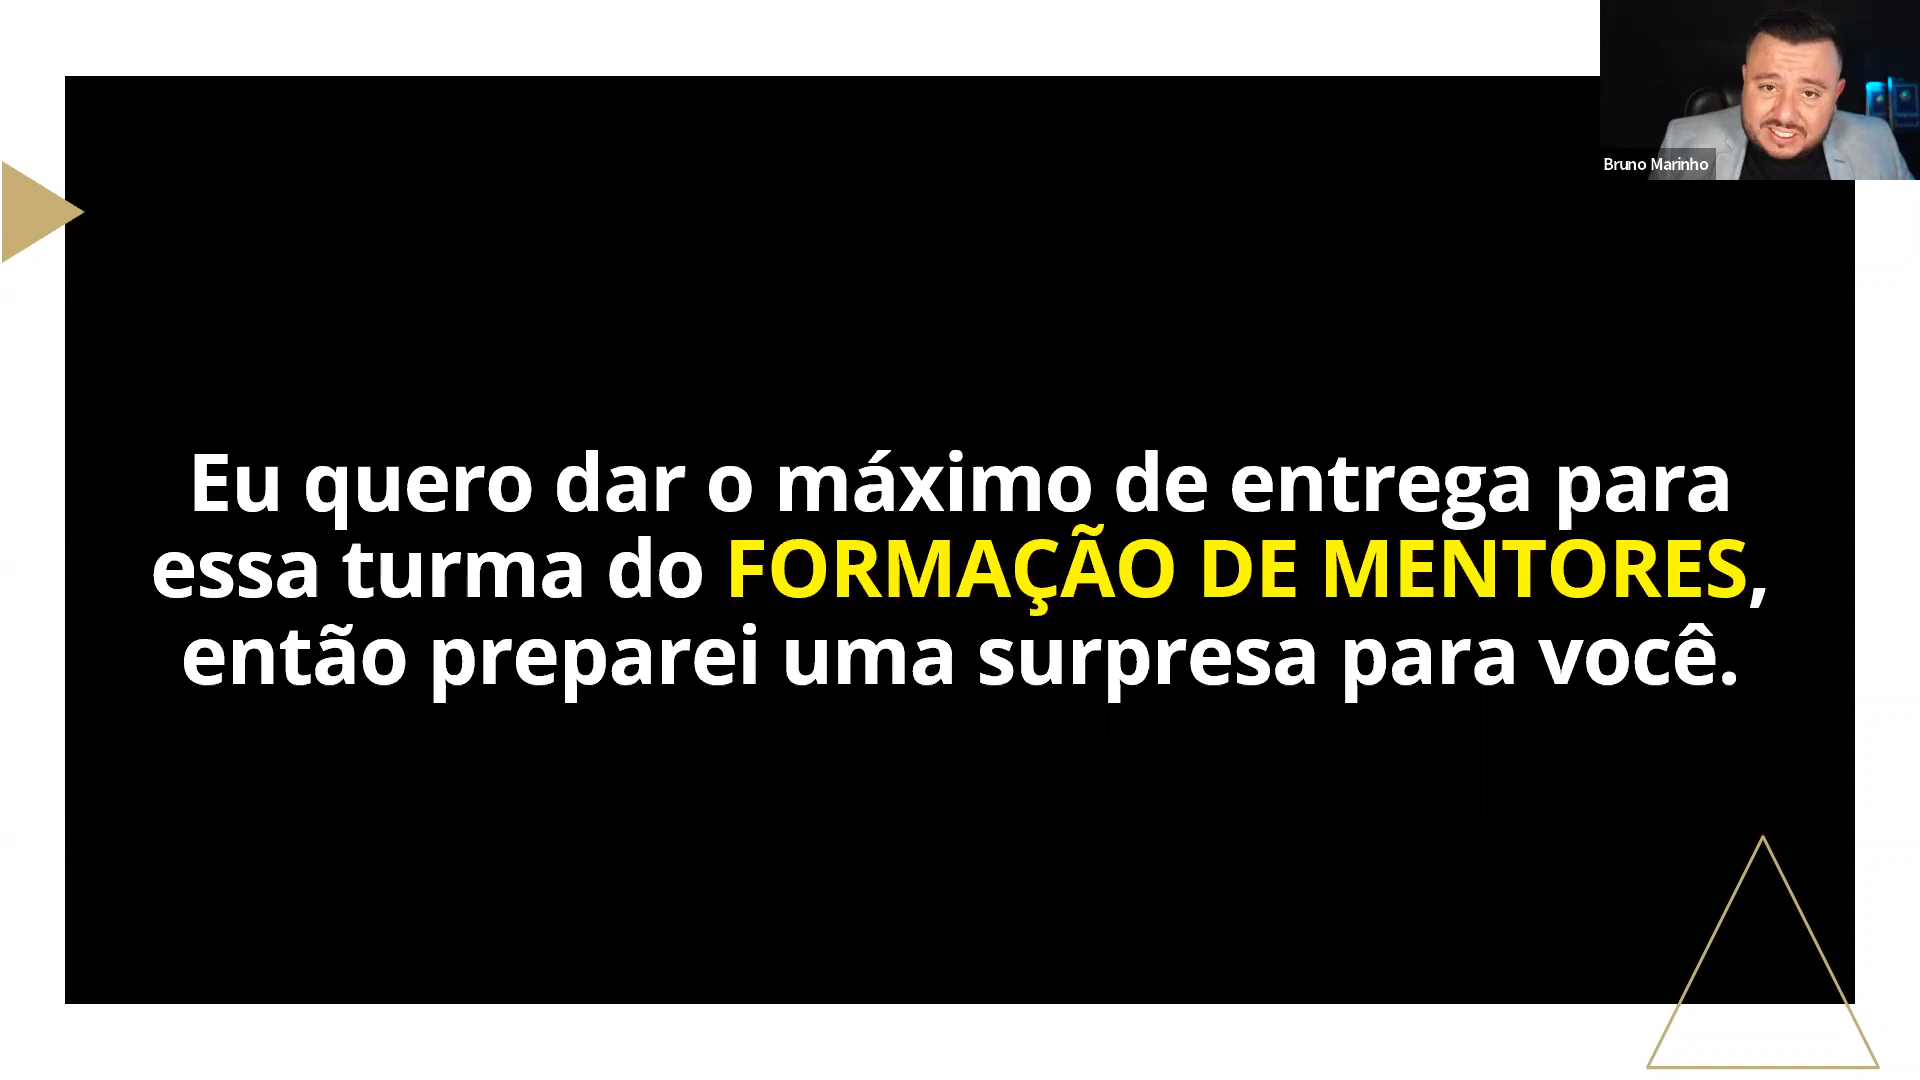 Bruno Marinho
Eu quero dar o máximo de entrega para
essa turma do FORMAÇÃO DE MENTORES,
então preparei uma surpresa para você.